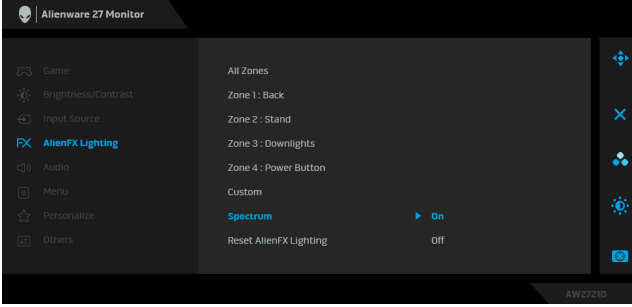 Alienware 27 Monitor
Game
Brightness/Contrast
Input Source
FX AlienFX Lighting
Audio
Menu
Personalize
Others
All Zones
Zone 1 : Back
Zone 2 : Stand
Zone 3 : Downlights
Zone 4 : Power Button
Custom
Spectrum On
Reset AlienFX Lighting Off
AW2721D